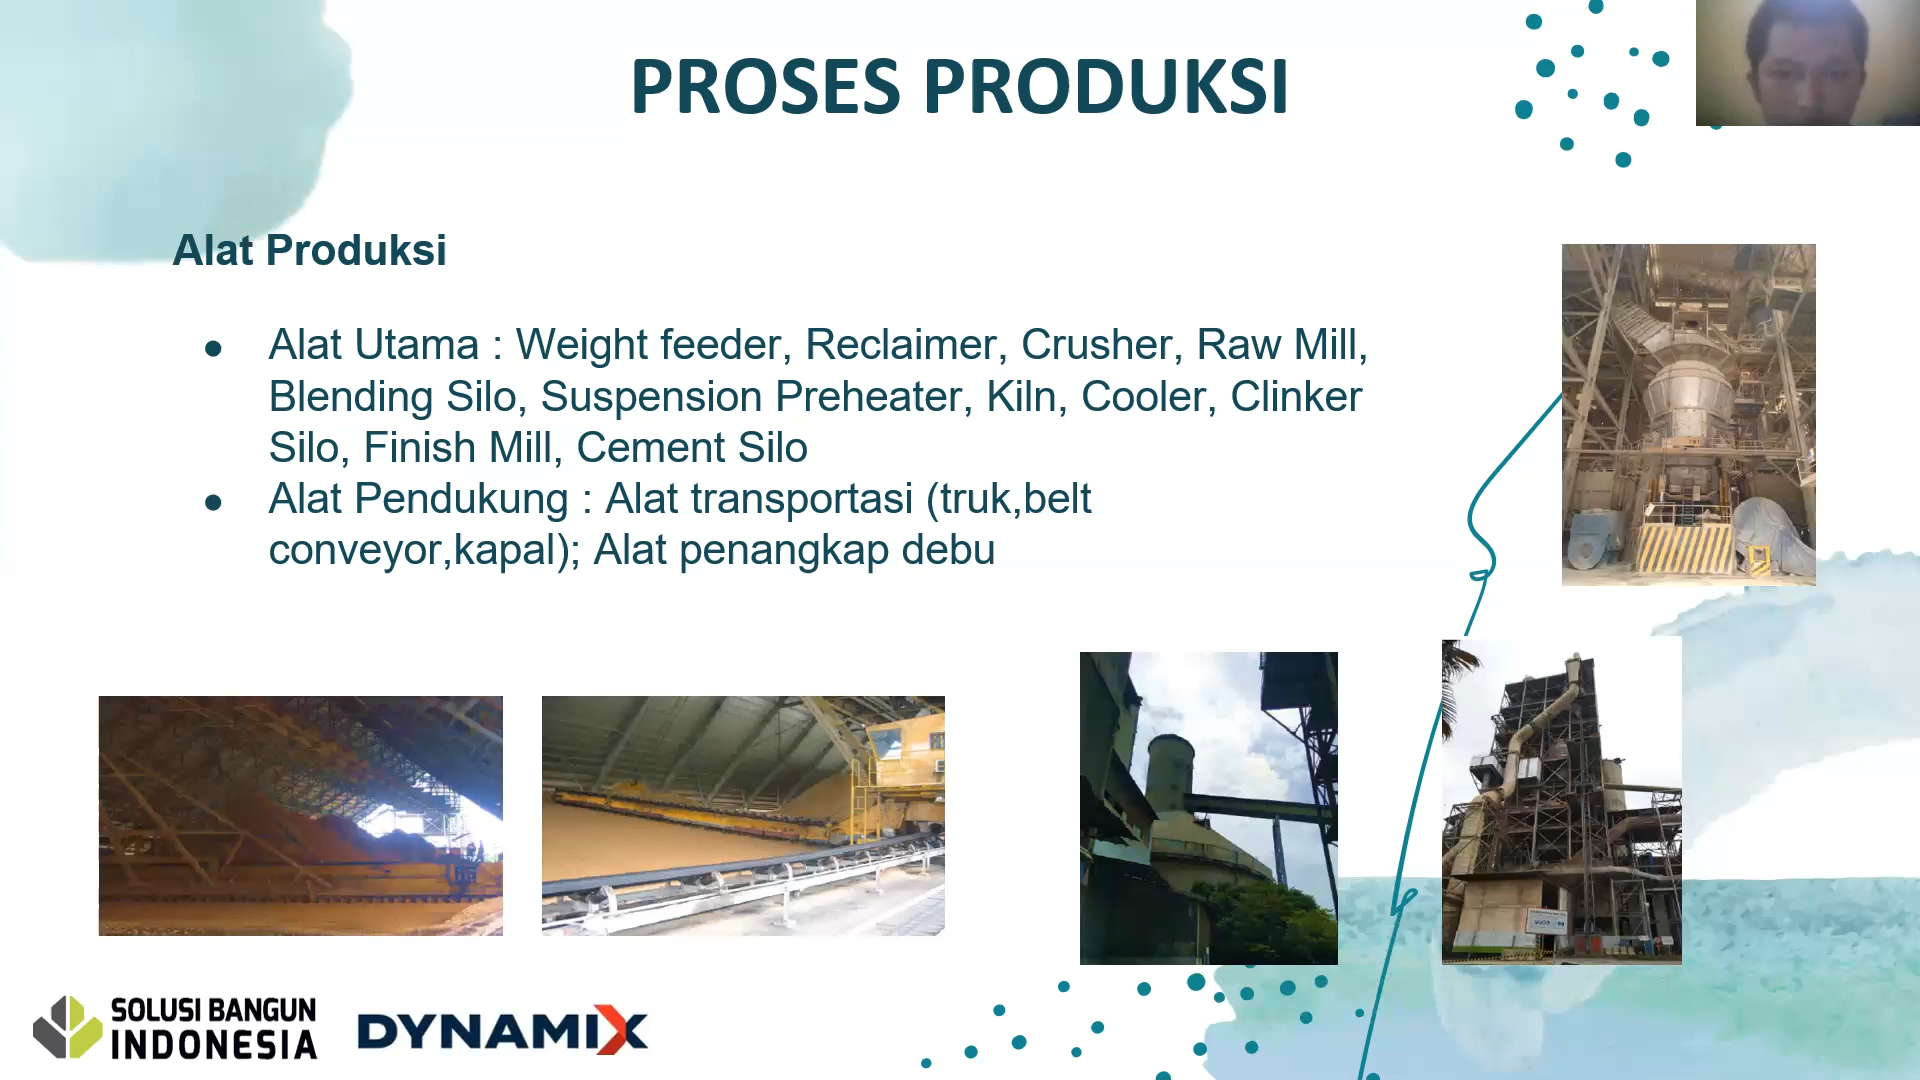 PROSES PRODUKSI
Alat Produksi
● Alat Utama : Weight feeder, Reclaimer, Crusher, Raw Mill,
Blending Silo, Suspension Preheater, Kiln, Cooler, Clinker
Silo, Finish Mill, Cement Silo
● Alat Pendukung : Alat transportasi (truk,belt
conveyor,kapal); Alat penangkap debu
SOLUSI BANGUN
INDONESIA
DYNAMIX